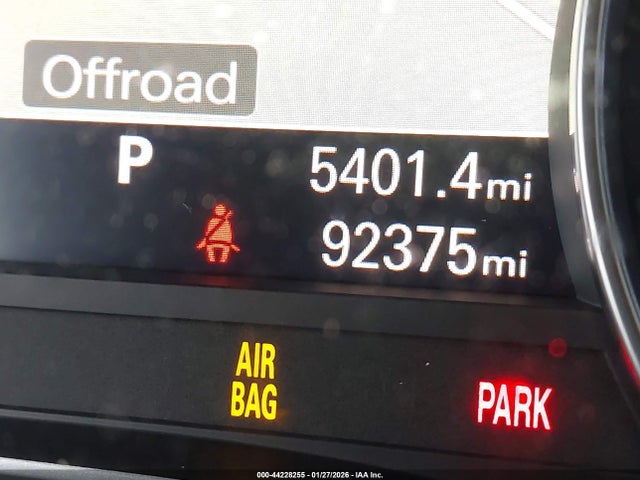 Offroad
P 5401.4mi
92375mi
AIR
BAG
PARK
000-44228255 - 01/27/2026 - IAA Inc.